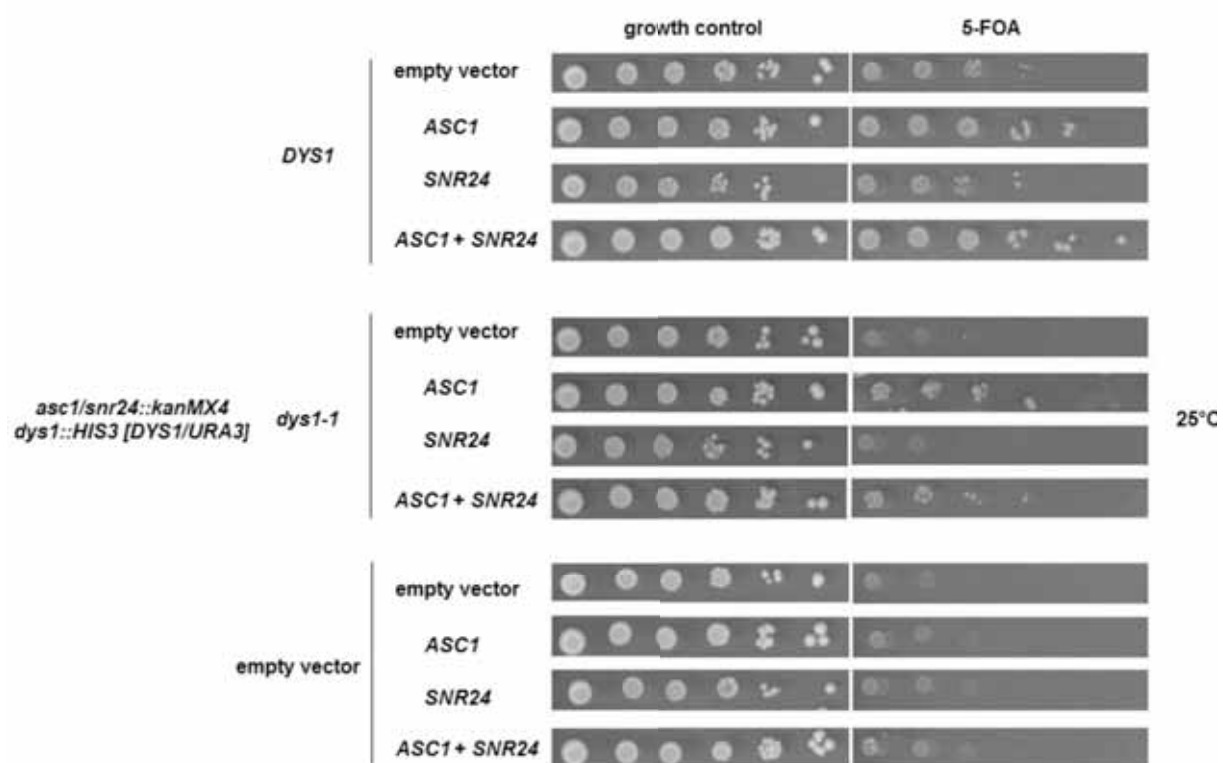 growth control 5-FOA
empty vector
ASC1
DYS1
SNR24
ASC1 + SNR24
empty vector
ASC1
asc1/snr24::kanMX4
dys1::HIS3 [DYS1/URA3]
dys1-1
25°C
SNR24
ASC1 + SNR24
empty vector
ASC1
empty vector
SNR24
ASC1 + SNR24